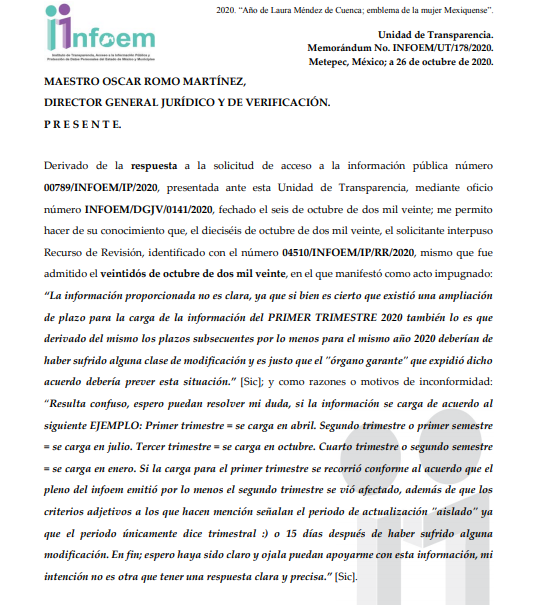 2020. “Año de Laura Méndez de Cuenca; emblema de la mujer Mexiquense”.
infoem
Instituto de Transparencia, Acceso a la Información Pública y
Protección de Datos Personales del Estado de México y Municipios
Unidad de Transparencia.
Memorándum No. INFOEM/UT/178/2020.
Metepec, México; a 26 de octubre de 2020.
MAESTRO OSCAR ROMO MARTÍNEZ,
DIRECTOR GENERAL JURÍDICO Y DE VERIFICACIÓN.
P R E S E N T E.
Derivado de la respuesta a la solicitud de acceso a la información pública número
00789/INFOEM/IP/2020, presentada ante esta Unidad de Transparencia, mediante oficio
número INFOEM/DGJV/0141/2020, fechado el seis de octubre de dos mil veinte; me permito
hacer de su conocimiento que, el dieciséis de octubre de dos mil veinte, el solicitante interpuso
Recurso de Revisión, identificado con el número 04510/INFOEM/IP/RR/2020, mismo que fue
admitido el veintidós de octubre de dos mil veinte, en el que manifestó como acto impugnado:
“La información proporcionada no es clara, ya que si bien es cierto que existió una ampliación
de plazo para la carga de la información del PRIMER TRIMESTRE 2020 también lo es que
derivado del mismo los plazos subsecuentes por lo menos para el mismo año 2020 deberían de
haber sufrido alguna clase de modificación y es justo que el "órgano garante" que expidió dicho
acuerdo debería prever esta situación.” [Sic]; y como razones o motivos de inconformidad:
“Resulta confuso, espero puedan resolver mi duda, si la información se carga de acuerdo al
siguiente EJEMPLO: Primer trimestre = se carga en abril. Segundo trimestre o primer semestre
= se carga en julio. Tercer trimestre = se carga en octubre. Cuarto trimestre o segundo semestre
= se carga en enero. Si la carga para el primer trimestre se recorrió conforme al acuerdo que el
pleno del infoem emitió por lo menos el segundo trimestre se vió afectado, además de que los
criterios adjetivos a los que hacen mención señalan el periodo de actualización "aislado" ya
que el periodo únicamente dice trimestral :) o 15 días después de haber sufrido alguna
modificación. En fin; espero haya sido claro y ojala puedan apoyarme con esta información, mi
intención no es otra que tener una respuesta clara y precisa.” [Sic].